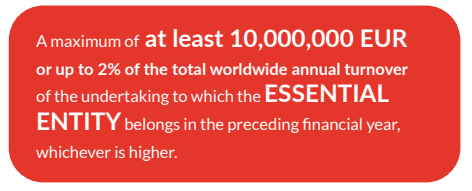 A maximum of at least 10,000,000 EUR
or up to 2% of the total worldwide annual turnover
of the undertaking to which the ESSENTIAL
ENTITY belongs in the preceding financial year,
whichever is higher.